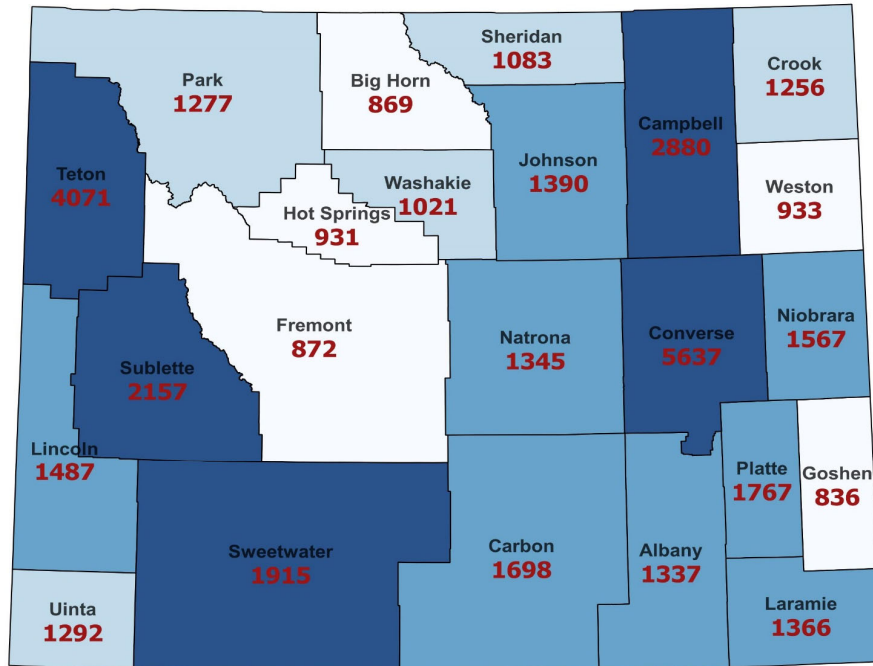 Sheridan
1083
Park
1277
Big Horn
869
Crook
1256
Campbell
2880
Teton
4071
Johnson
1390
Washakie
1021
Weston
933
Hot Springs
931
Fremont
872
Natrona
1345
Converse
5637
Niobrara
1567
Sublette
2157
Lincoln
1487
Platte
1767
Goshen
836
Sweetwater
1915
Carbon
1698
Albany
1337
Uinta
1292
Laramie
1366